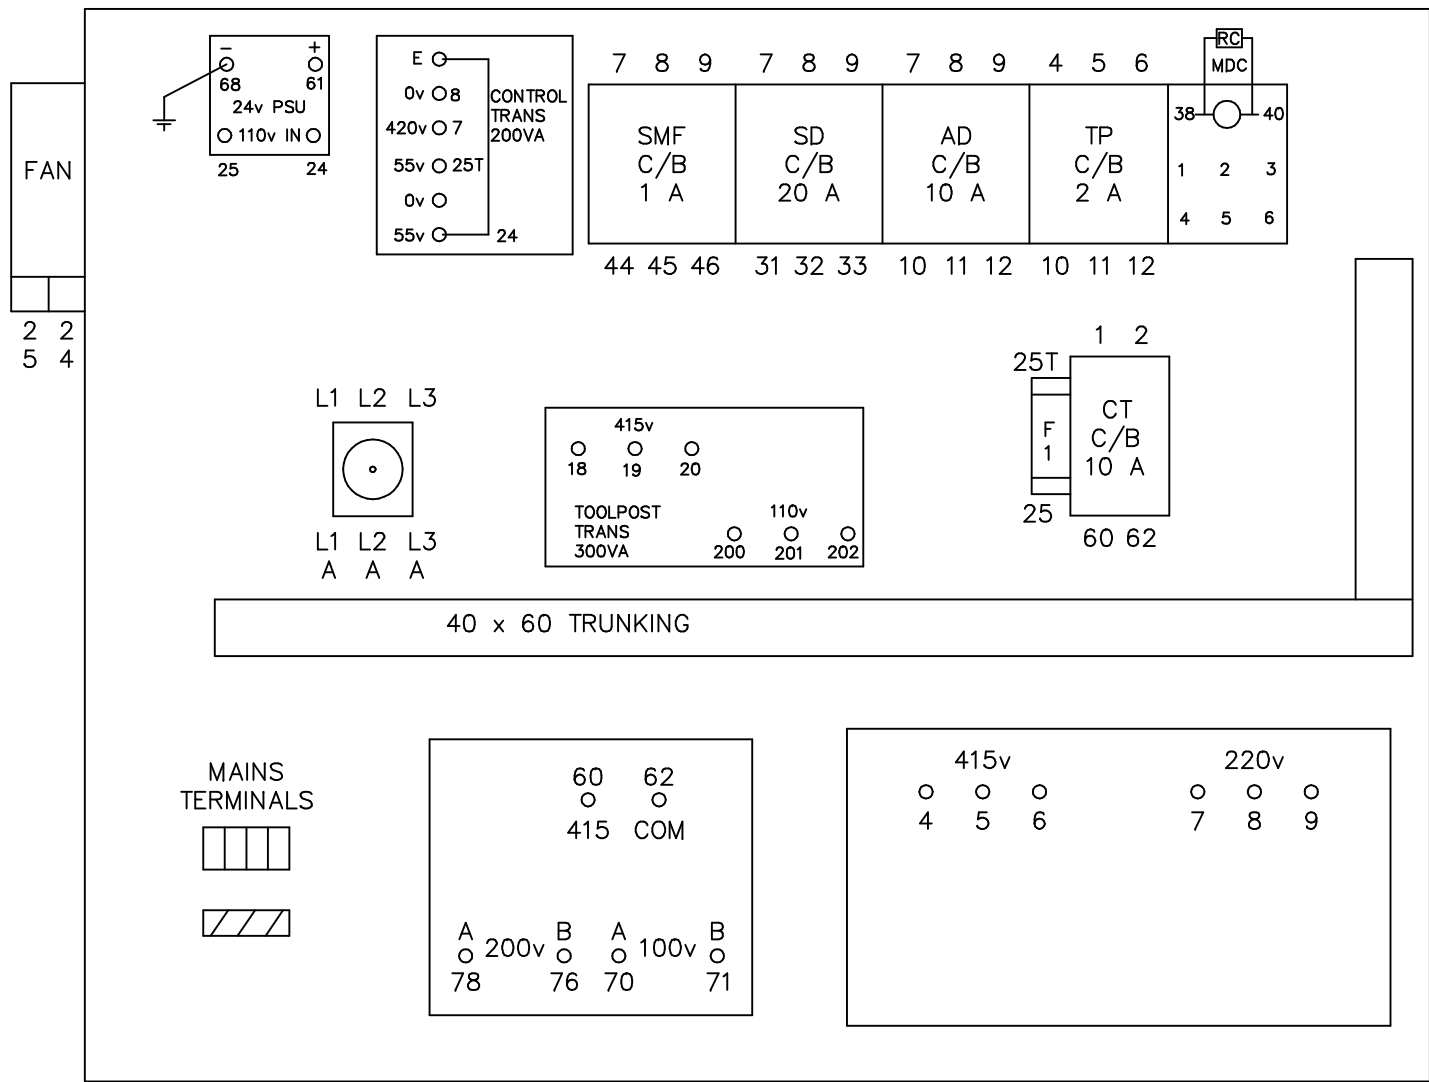 - +
68 61
24v PSU
110v IN
25 24
E
0v 8
420v 7
55v 25T
0v
55v 24
CONTROL
TRANS
200VA
7 8 9
SMF
C/B
1 A
44 45 46
7 8 9
SD
C/B
20 A
31 32 33
7 8 9
AD
C/B
10 A
10 11 12
4 5 6
TP
C/B
2 A
10 11 12
RC
MDC
38 40
1 2 3
4 5 6
FAN
2 2
5 4
L1 L2 L3
L1 L2 L3
A A A
415v
18 19 20
TOOLPOST
TRANS
300VA
110v
200 201 202
1 2
25T
F
1
25
CT
C/B
10 A
60 62
40 x 60 TRUNKING
MAINS
TERMINALS
60 62
415 COM
A B A B
200v 100v
78 76 70 71
415v 220v
4 5 6 7 8 9